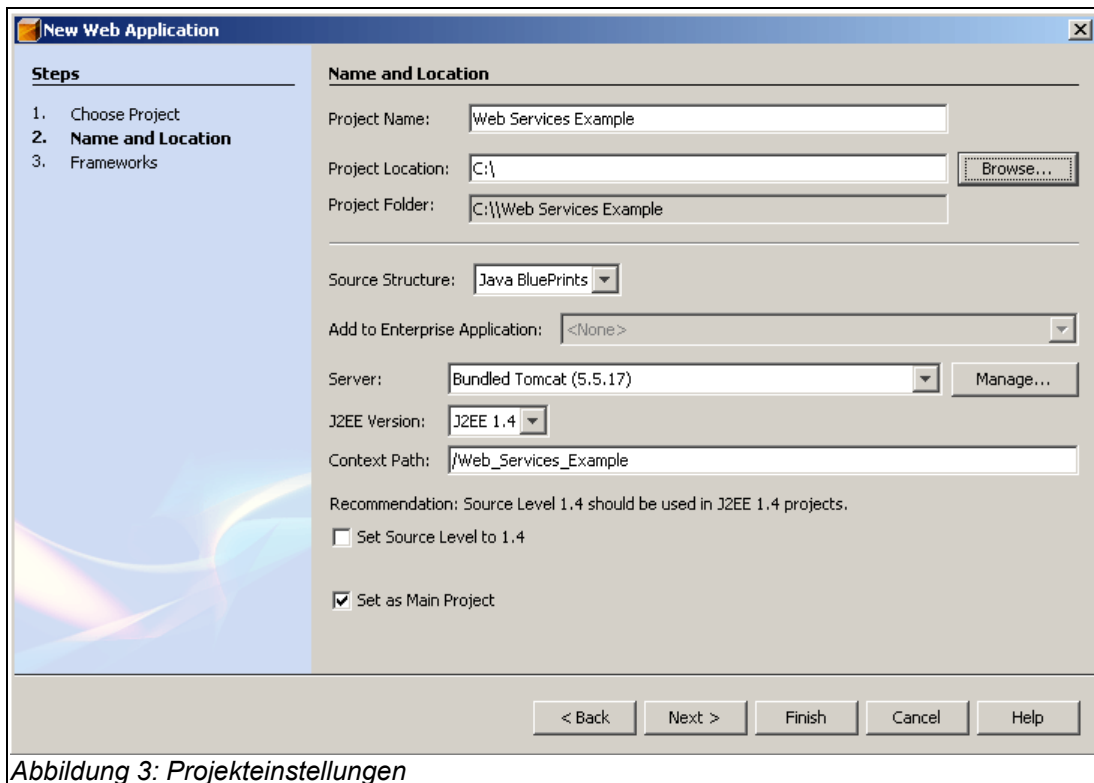 New Web Application
Steps
1. Choose Project
2. Name and Location
3. Frameworks
Name and Location
Project Name: Web Services Example
Project Location: C:\ Browse...
Project Folder: C:\\Web Services Example
Source Structure: Java BluePrints
Add to Enterprise Application: <None>
Server: Bundled Tomcat (5.5.17) Manage...
J2EE Version: J2EE 1.4
Context Path: /Web_Services_Example
Recommendation: Source Level 1.4 should be used in J2EE 1.4 projects.
Set Source Level to 1.4
Set as Main Project
< Back Next > Finish Cancel Help
Abbildung 3: Projekteinstellungen